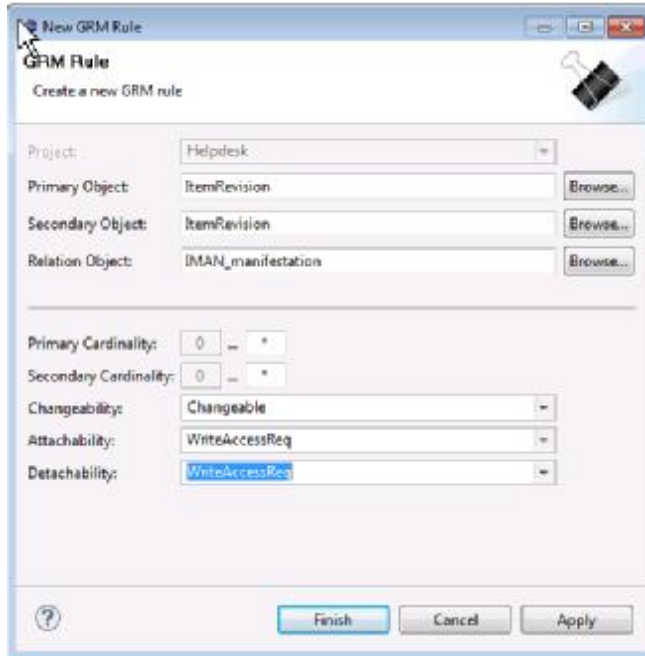 New GRM Rule
GRM Rule
Create a new GRM rule
Project: Helpdesk
Primary Object: ItemRevision Browse...
Secondary Object: ItemRevision Browse...
Relation Object: IMAN_manifestation Browse...
Primary Cardinality: 0 .. *
Secondary Cardinality: 0 .. *
Changeability: Changeable
Attachability: WriteAccessReq
Detachability: WriteAccessReq
? Finish Cancel Apply